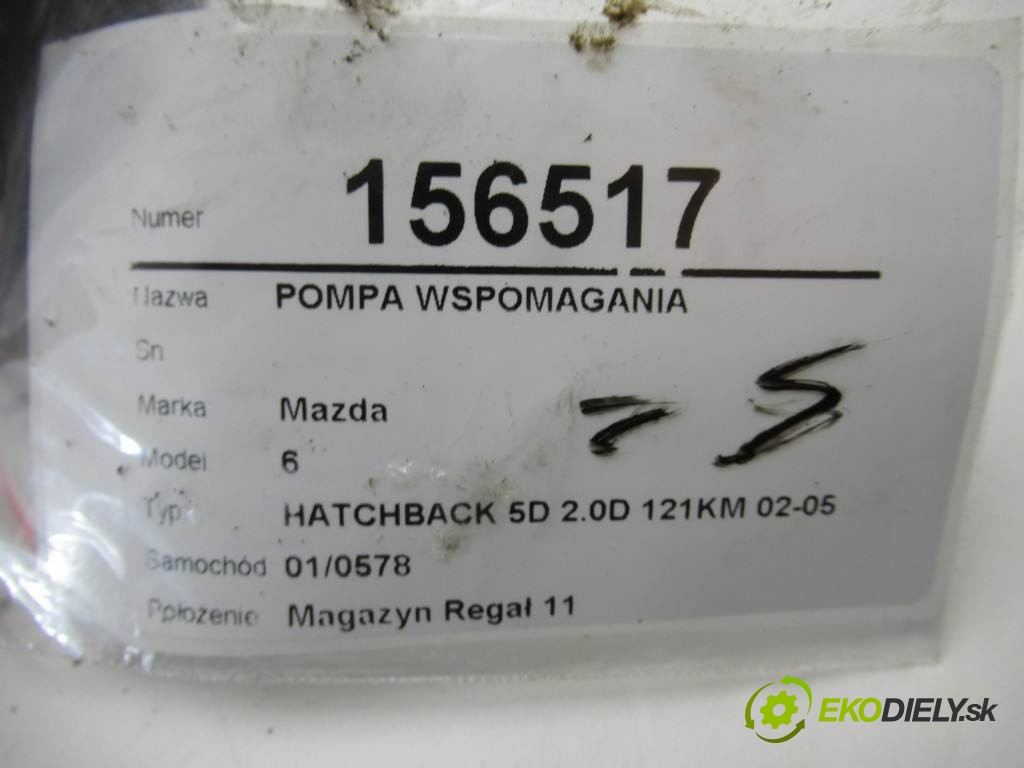 Numer 156517
Nazwa POMPA WSPOMAGANIA
Sn
Marka Mazda
Model 6
Typ HATCHBACK 5D 2.0D 121KM 02-05
Samochód 01/0578
Położenie Magazyn Regał 11
EKODIELY.sk